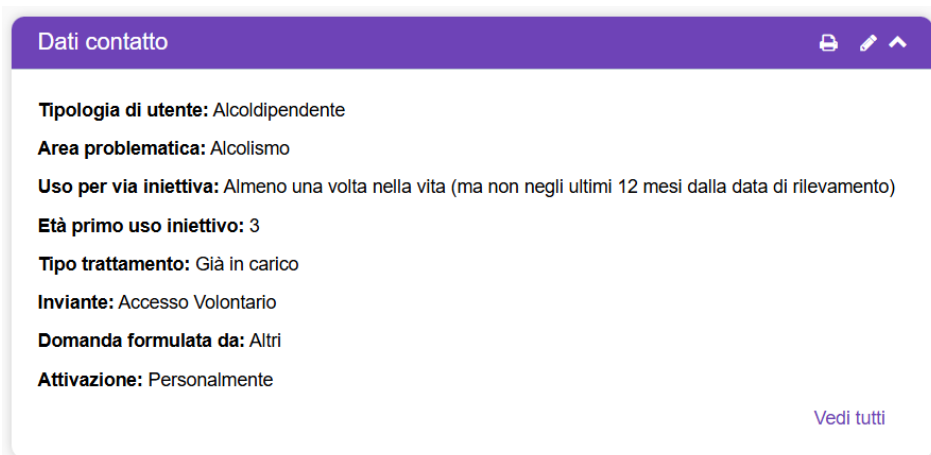 Dati contatto
Tipologia di utente: Alcoldipendente
Area problematica: Alcolismo
Uso per via iniettiva: Almeno una volta nella vita (ma non negli ultimi 12 mesi dalla data di rilevamento)
Età primo uso iniettivo: 3
Tipo trattamento: Già in carico
Inviante: Accesso Volontario
Domanda formulata da: Altri
Attivazione: Personalmente
Vedi tutti